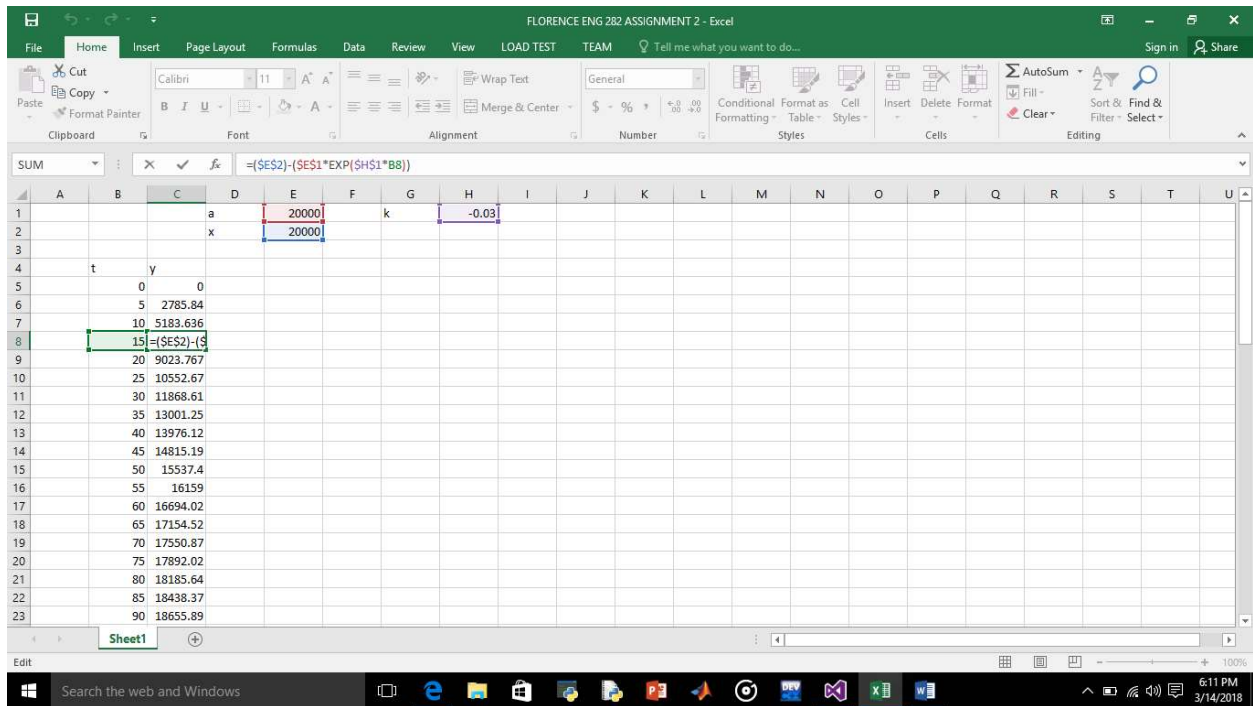 FLORENCE ENG 282 ASSIGNMENT 2 - Excel
File Home Insert Page Layout Formulas Data Review View LOAD TEST TEAM Tell me what you want to do... Sign in Share
Paste Cut Calibri 11 A A Wrap Text General Conditional Formatting Format as Table Cell Styles Insert Delete Format AutoSum Sort & Filter Find & Select
Copy Fill
Format Painter B I U A Merge & Center $ % , Clear
Clipboard Font Alignment Number Styles Cells Editing
SUM fx =($E$2)-($E$1*EXP($H$1*B8))
A B C D E F G H I J K L M N O P Q R S T U
1 a 20000 k -0.03
2 x 20000
3
4 t y
5 0 0
6 5 2785.84
7 10 5183.636
8 15 =($E$2)-($
9 20 9023.767
10 25 10552.67
11 30 11868.61
12 35 13001.25
13 40 13976.12
14 45 14815.19
15 50 15537.4
16 55 16159
17 60 16694.02
18 65 17154.52
19 70 17550.87
20 75 17892.02
21 80 18185.64
22 85 18438.37
23 90 18655.89
Sheet1
Edit 100%
Search the web and Windows 6:11 PM
3/14/2018